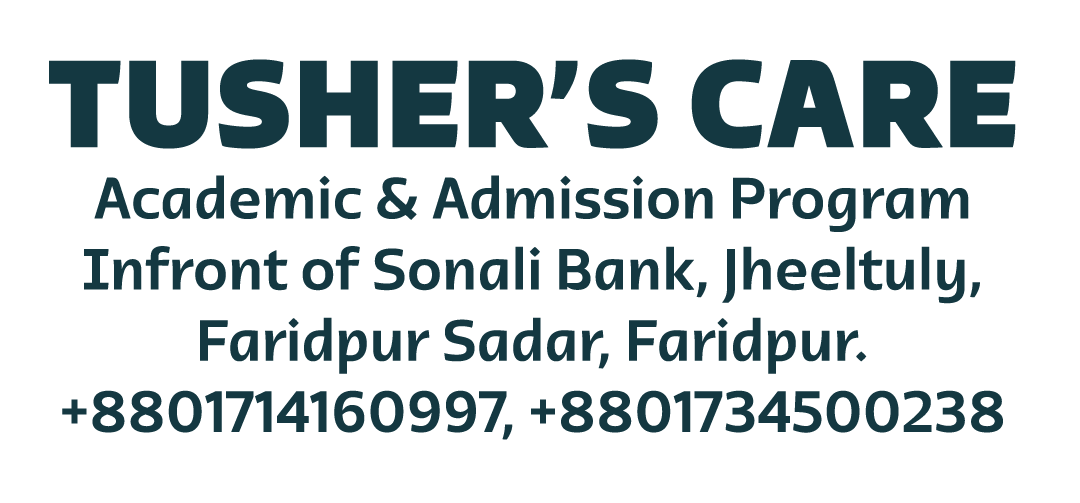 TUSHER’S CARE
Academic & Admission Program
Infront of Sonali Bank, Jheeltuly,
Faridpur Sadar, Faridpur.
+8801714160997, +8801734500238